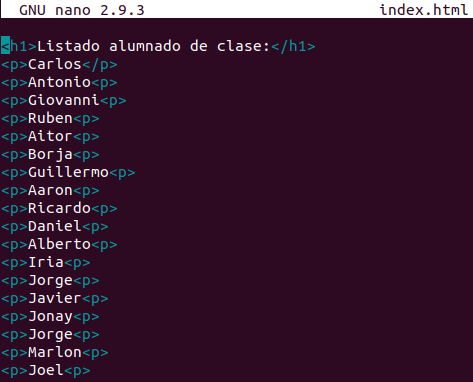 GNU nano 2.9.3 index.html
<h1>Listado alumnado de clase:</h1>
<p>Carlos</p>
<p>Antonio<p>
<p>Giovanni<p>
<p>Ruben<p>
<p>Aitor<p>
<p>Borja<p>
<p>Guillermo<p>
<p>Aaron<p>
<p>Ricardo<p>
<p>Daniel<p>
<p>Alberto<p>
<p>Iria<p>
<p>Jorge<p>
<p>Javier<p>
<p>Jonay<p>
<p>Jorge<p>
<p>Marlon<p>
<p>Joel<p>